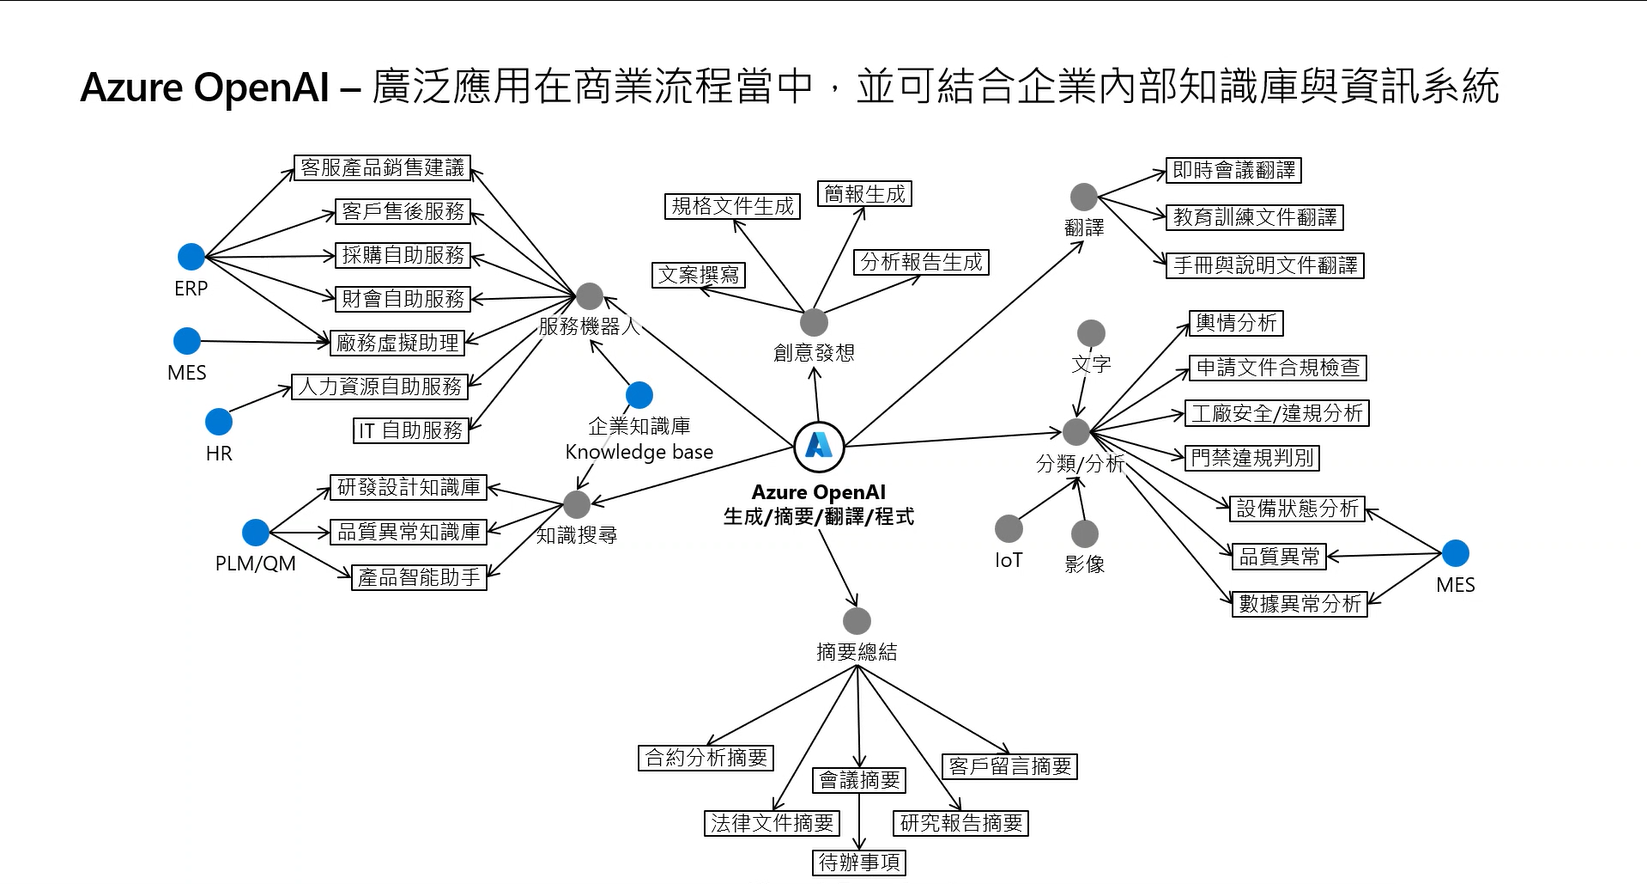 Azure OpenAI – 廣泛應用在商業流程當中，並可結合企業內部知識庫與資訊系統
客服產品銷售建議
客戶售後服務
採購自助服務
財會自助服務
廠務虛擬助理
人力資源自助服務
IT 自助服務
ERP
MES
HR
服務機器人
企業知識庫
Knowledge base
研發設計知識庫
品質異常知識庫
產品智能助手
PLM/QM
知識搜尋
規格文件生成
簡報生成
文案撰寫
分析報告生成
創意發想
Azure OpenAI
生成/摘要/翻譯/程式
即時會議翻譯
教育訓練文件翻譯
手冊與說明文件翻譯
翻譯
文字
分類/分析
IoT
影像
輿情分析
申請文件合規檢查
工廠安全/違規分析
門禁違規判別
設備狀態分析
品質異常
數據異常分析
MES
摘要總結
合約分析摘要
會議摘要
客戶留言摘要
法律文件摘要
研究報告摘要
待辦事項